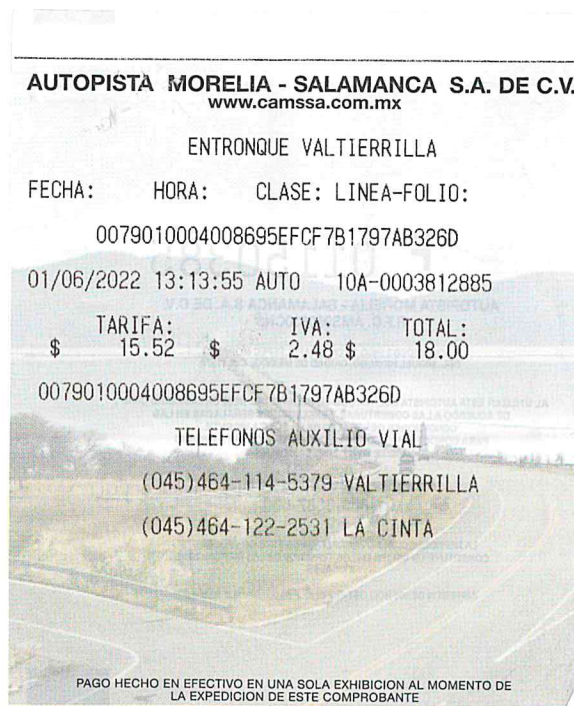 AUTOPISTA MORELIA - SALAMANCA S.A. DE C.V.
www.camssa.com.mx
ENTRONQUE VALTIERRILLA
FECHA: HORA: CLASE: LINEA-FOLIO:
0079010004008695EFCF7B1797AB326D
01/06/2022 13:13:55 AUTO 10A-0003812885
TARIFA: IVA: TOTAL:
$ 15.52 $ 2.48 $ 18.00
0079010004008695EFCF7B1797AB326D
TELEFONOS AUXILIO VIAL
(045)464-114-5379 VALTIERRILLA
(045)464-122-2531 LA CINTA
PAGO HECHO EN EFECTIVO EN UNA SOLA EXHIBICION AL MOMENTO DE
LA EXPEDICION DE ESTE COMPROBANTE